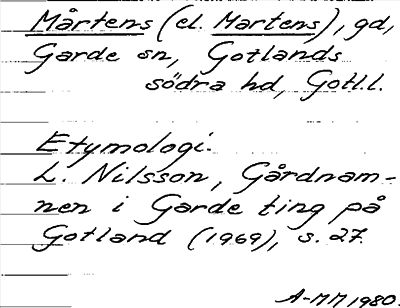 Mårtens (el. Martens), gd,
Garde sn, Gotlands
södra hd, Gotl.l.
Etymologi.
L. Nilsson, Gårdnam-
nen i Garde ting på
Gotland (1969), s. 27.
A-MM, 1980.